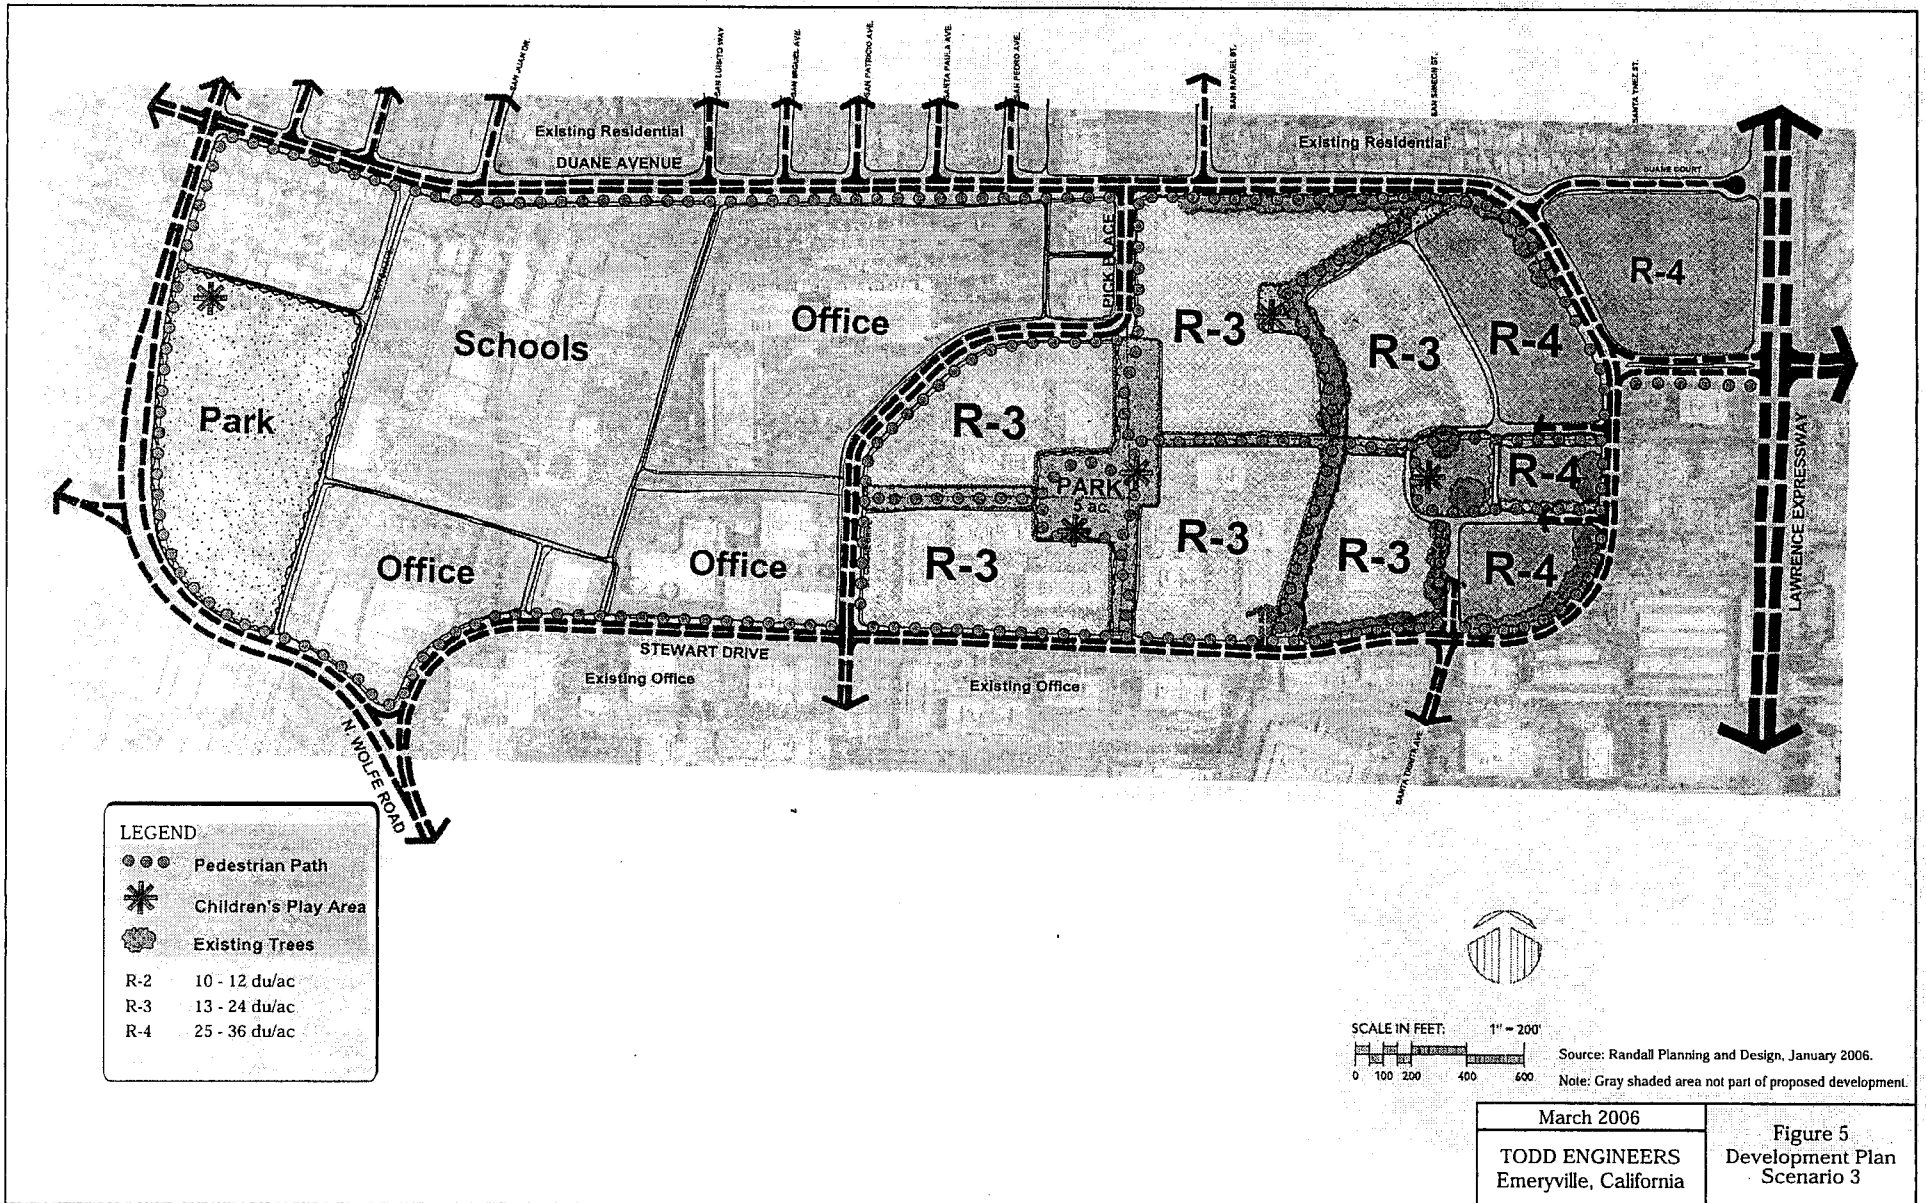 SAN JUAN DR.
SAN LUISITO WAY
SAN MIGUEL AVE.
SAN PATRICIO AVE.
SANTA PAULA AVE.
SAN PEDRO AVE.
SAN RAFAEL ST.
SAN SIMEON ST.
SANTA YNEZ ST.
Existing Residential
DUANE AVENUE
Existing Residential
DUANE COURT
PICK PLACE
R-4
Office
Schools
R-3
R-3
R-4
Park
R-3
R-4
PARK
5 ac.
LAWRENCE EXPRESSWAY
Office
Office
R-3
R-3
R-3
R-4
STEWART DRIVE
Existing Office
Existing Office
N. WOLFE ROAD
SANTA TRINITA AVE
LEGEND
Pedestrian Path
Children's Play Area
Existing Trees
R-2 10 - 12 du/ac
R-3 13 - 24 du/ac
R-4 25 - 36 du/ac
SCALE IN FEET: 1" = 200'
0 100 200 400 600
Source: Randall Planning and Design, January 2006.
Note: Gray shaded area not part of proposed development.
March 2006
TODD ENGINEERS
Emeryville, California
Figure 5
Development Plan
Scenario 3